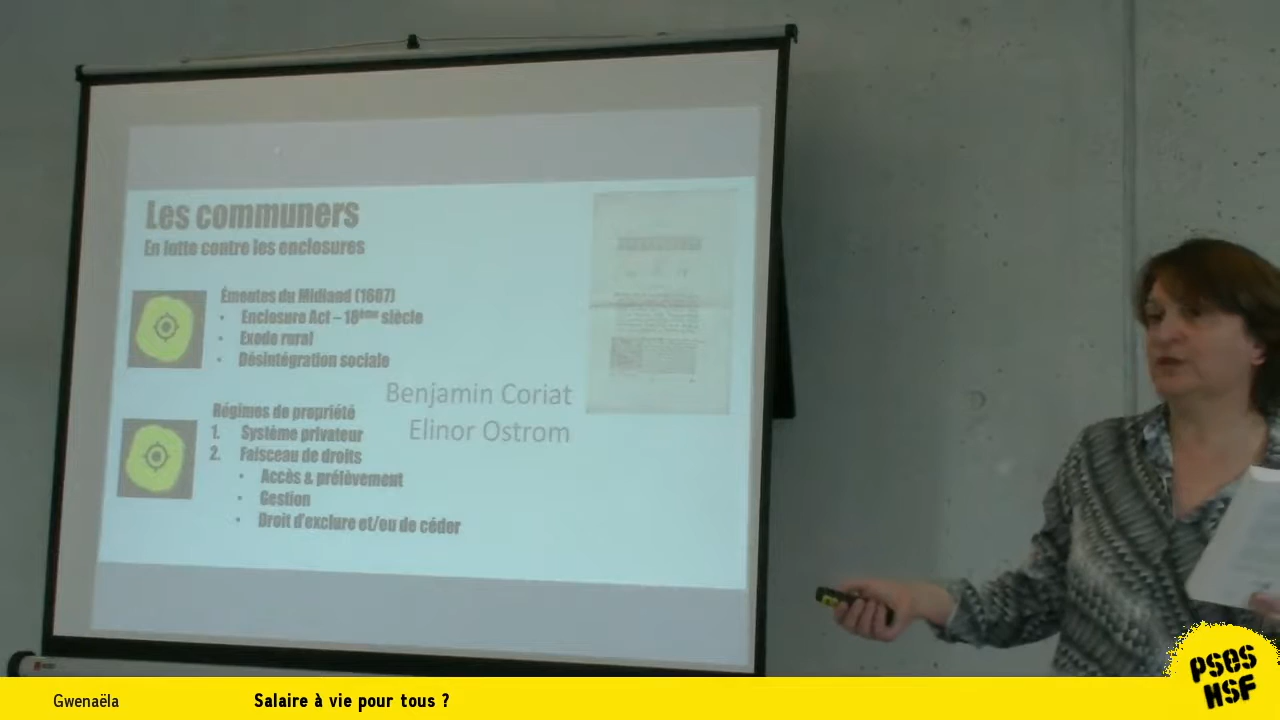 Les communers
En lutte contre les enclosures
Émeutes du Midland (1607)
• Enclosure Act – 18ème siècle
• Exode rural
• Désintégration sociale
Benjamin Coriat
Elinor Ostrom
Régimes de propriété
1. Système privateur
2. Faisceau de droits
• Accès & prélèvement
• Gestion
• Droit d'exclure et/ou de céder
PSES
HSF
Gwenaëla
Salaire à vie pour tous ?